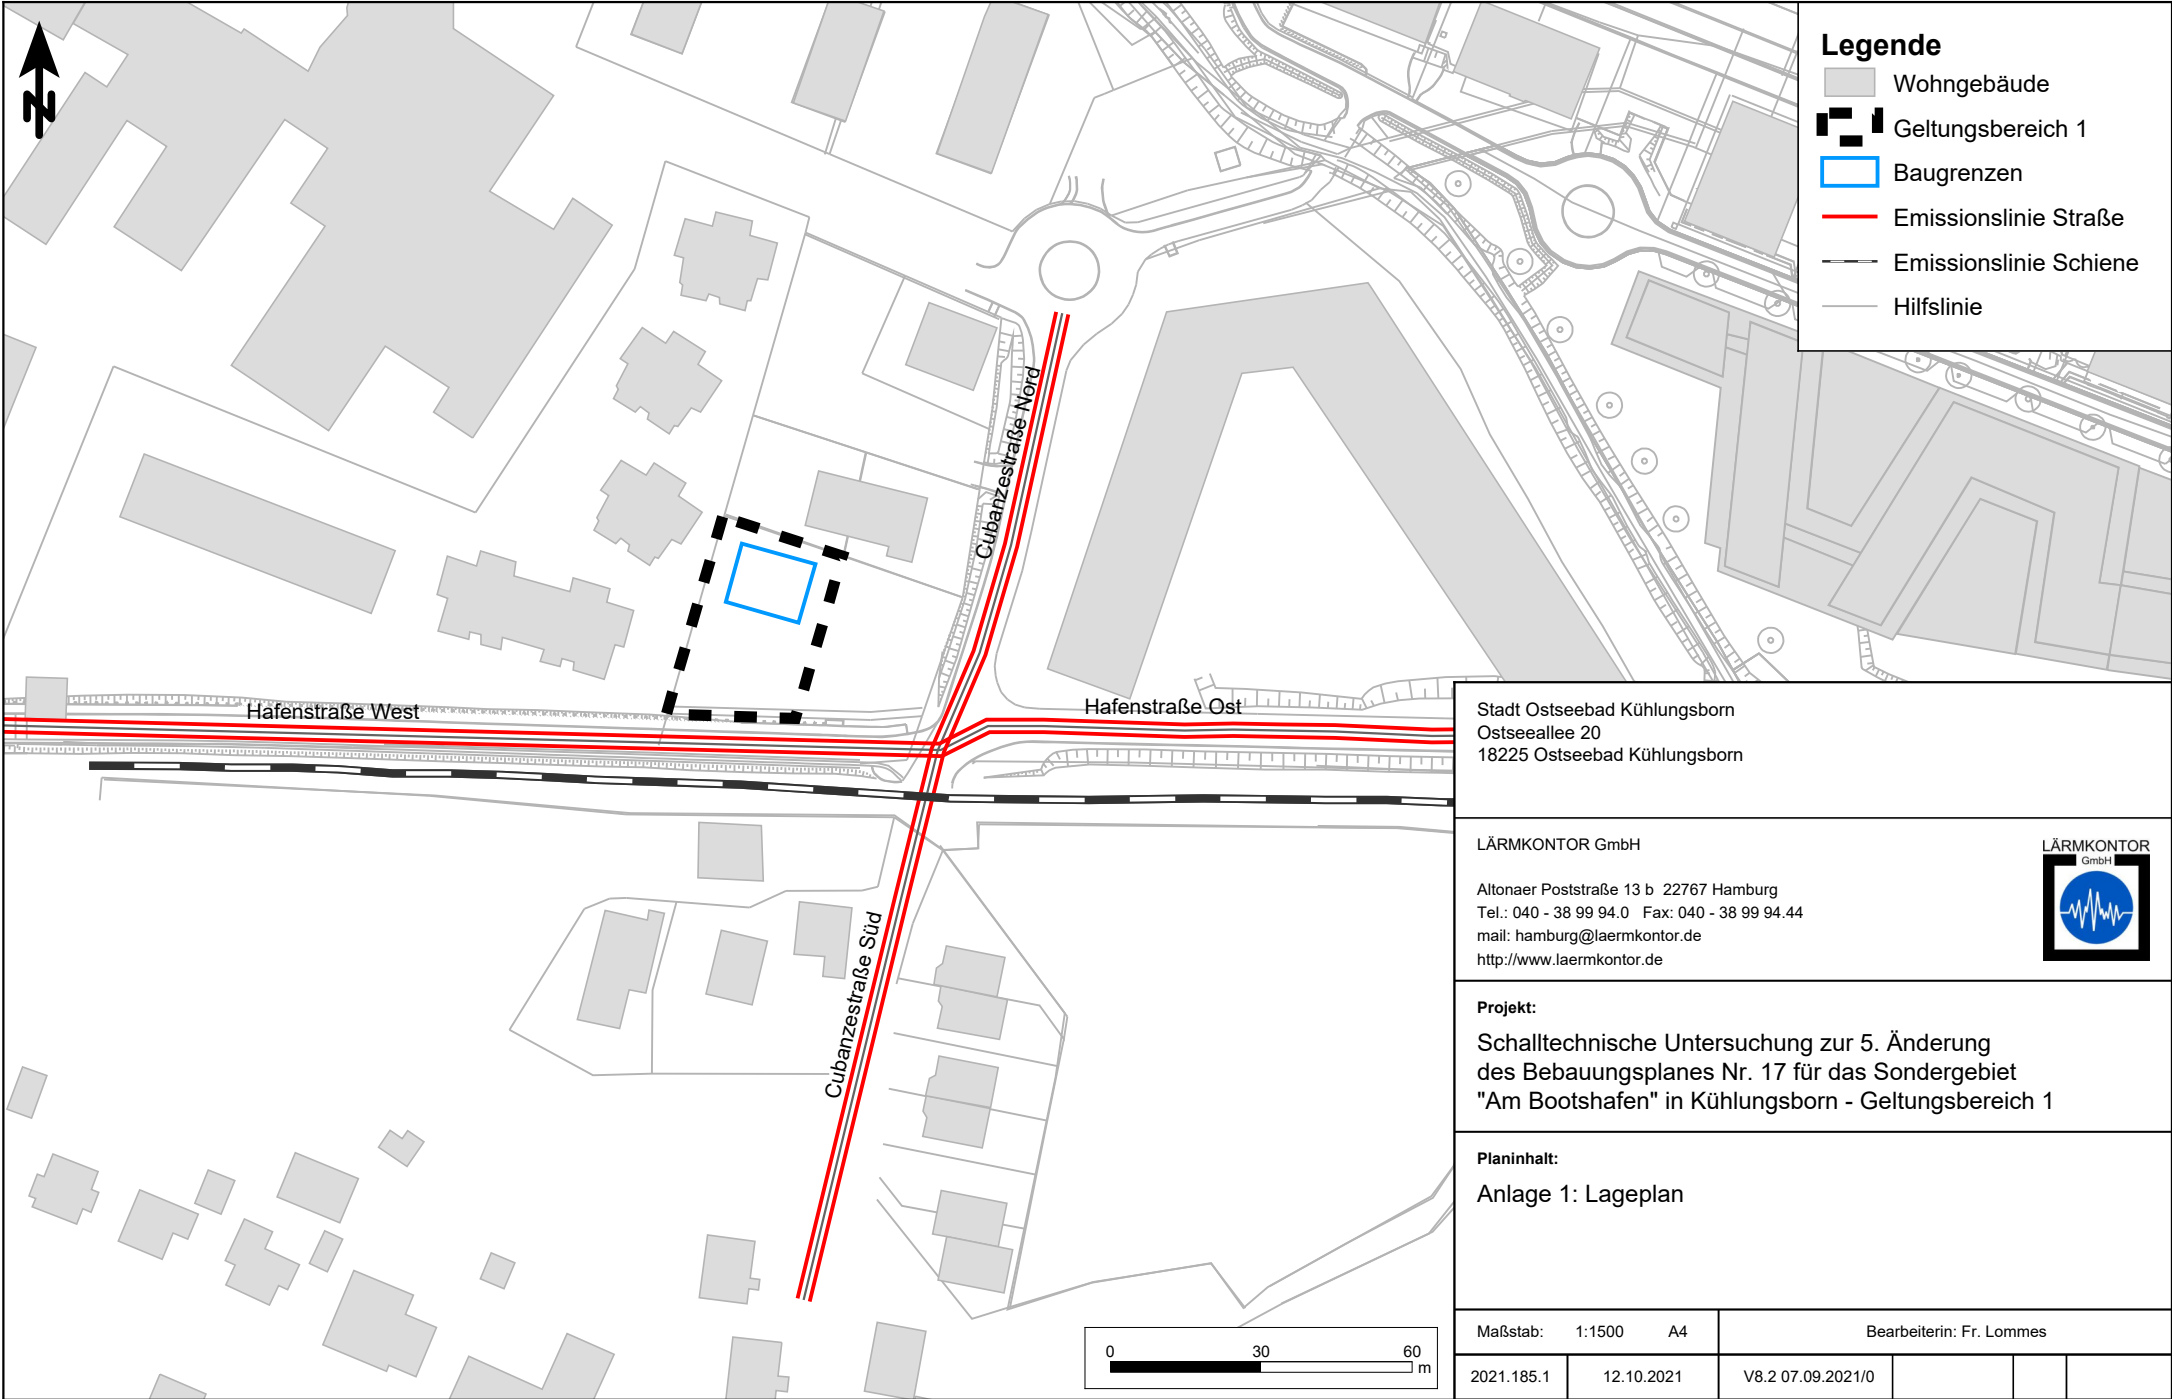 N
Legende
Wohngebäude
Geltungsbereich 1
Baugrenzen
Emissionslinie Straße
Emissionslinie Schiene
Hilfslinie
Cubanzestraße Nord
Hafenstraße West
Hafenstraße Ost
Cubanzestraße Süd
0 30 60
m
Stadt Ostseebad Kühlungsborn
Ostseeallee 20
18225 Ostseebad Kühlungsborn
LÄRMKONTOR GmbH
Altonaer Poststraße 13 b 22767 Hamburg
Tel.: 040 - 38 99 94.0 Fax: 040 - 38 99 94.44
mail: hamburg@laermkontor.de
http://www.laermkontor.de
LÄRMKONTOR
GmbH
Projekt:
Schalltechnische Untersuchung zur 5. Änderung
des Bebauungsplanes Nr. 17 für das Sondergebiet
"Am Bootshafen" in Kühlungsborn - Geltungsbereich 1
Planinhalt:
Anlage 1: Lageplan
Maßstab: 1:1500 A4 Bearbeiterin: Fr. Lommes
2021.185.1 12.10.2021 V8.2 07.09.2021/0